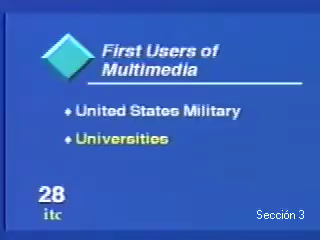 First Users of
Multimedia
United States Military
Universities
28
itc
Sección 3